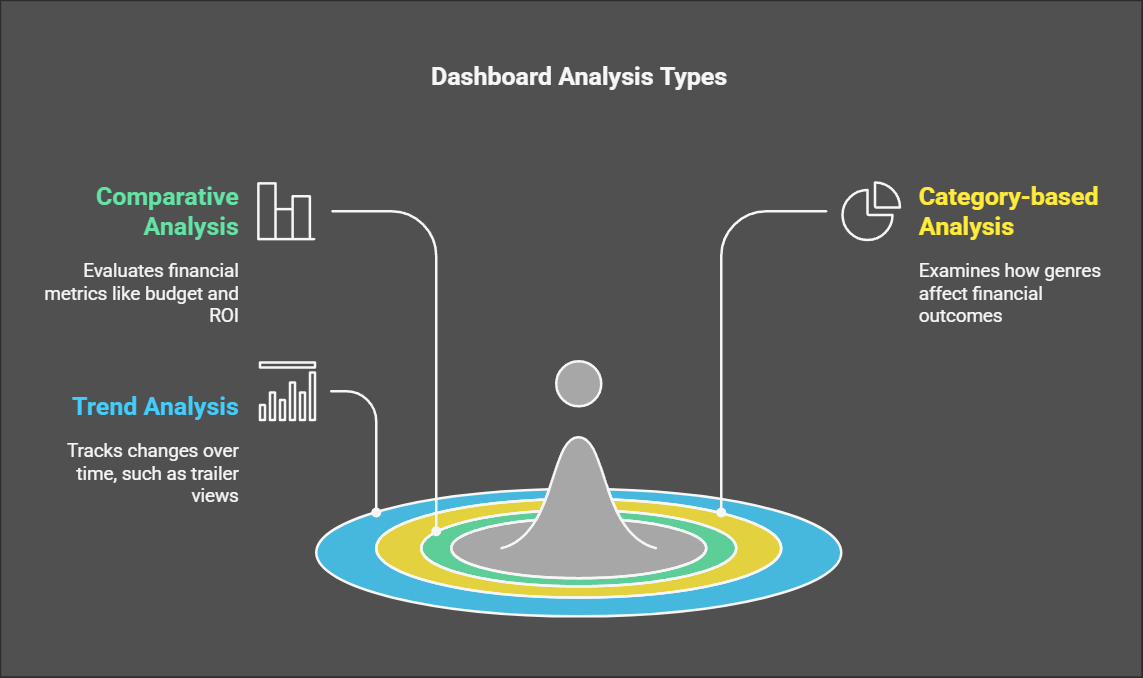 Dashboard Analysis Types
Comparative
Analysis
Evaluates financial
metrics like budget and
ROI
Trend Analysis
Tracks changes over
time, such as trailer
views
Category-based
Analysis
Examines how genres
affect financial
outcomes